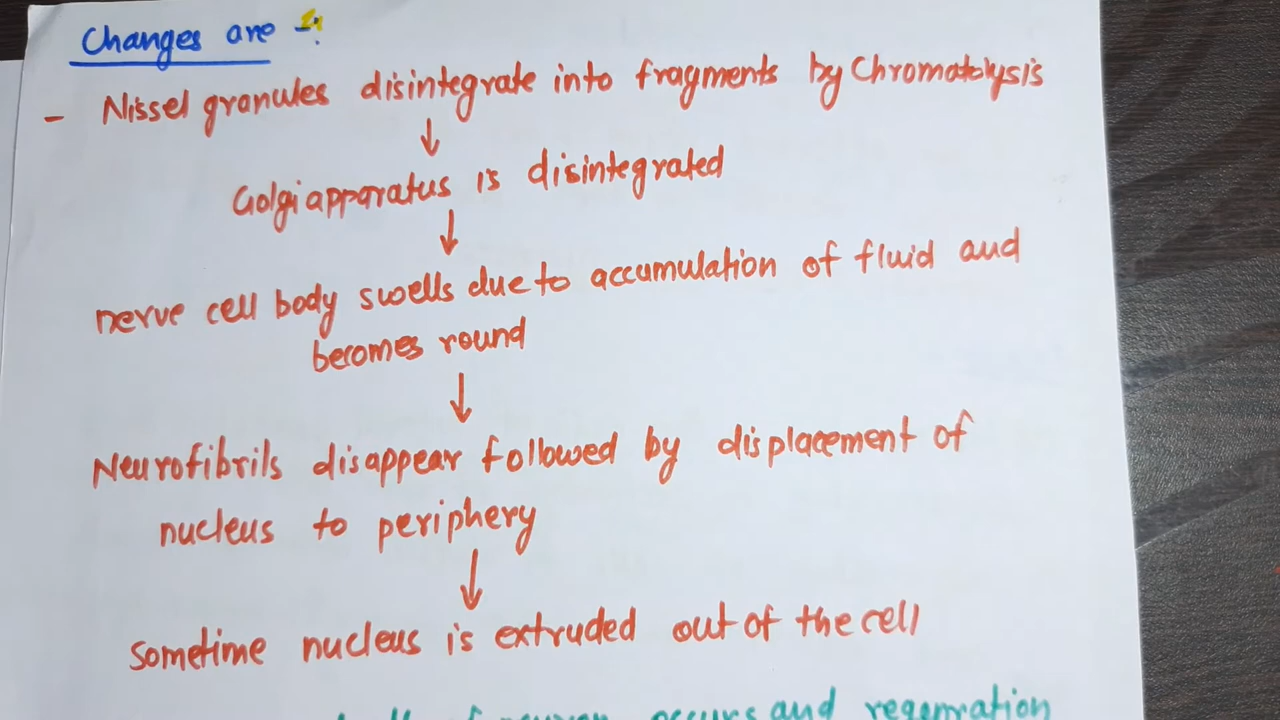 Changes are :-
- Nissel granules disintegrate into fragments by Chromatolysis
↓
Golgi apparatus is disintegrated
↓
nerve cell body swells due to accumulation of fluid and
becomes round
↓
Neurofibrils disappear followed by displacement of
nucleus to periphery
↓
Sometime nucleus is extruded out of the cell
of neuron occurs and regenration